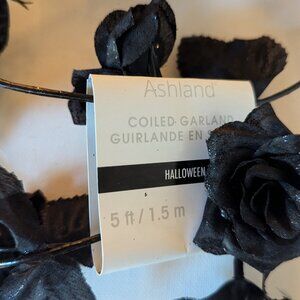 Ashland
COILED GARLAND
GUIRLANDE EN
HALLOWEEN
5 ft / 1.5 m